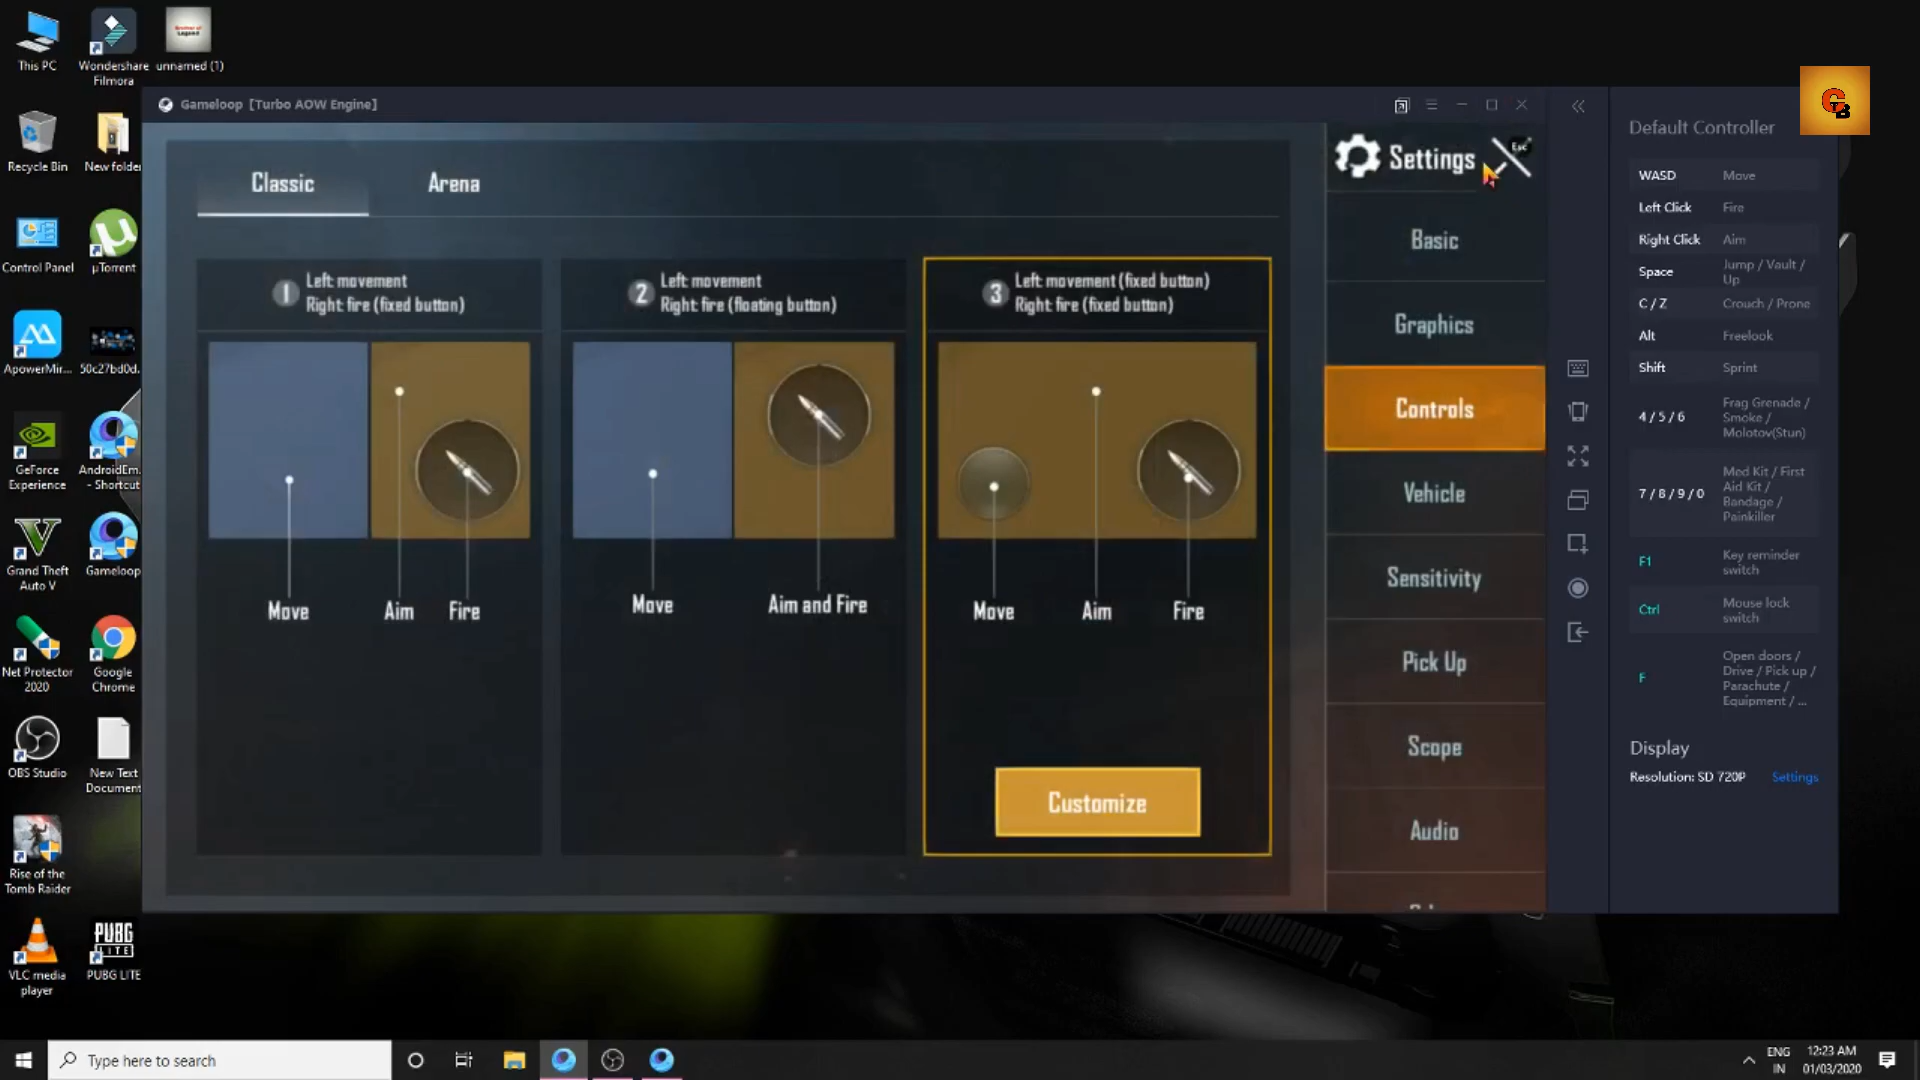 This PC
Wondershare
Filmora
unnamed (1)
Recycle Bin
New folder
Control Panel
µTorrent
ApowerMir...
50c27bd0d.
GeForce
Experience
AndroidEm.
- Shortcut
Grand Theft
Auto V
Gameloop
Net Protector
2020
Google
Chrome
OBS Studio
New Text
Document
Rise of the
Tomb Raider
VLC media
player
PUBG
LITE
PUBG LITE
Gameloop [Turbo AOW Engine]
Classic
Arena
1 Left movement
Right fire (fixed button)
2 Left movement
Right fire (floating button)
3 Left movement (fixed button)
Right fire (fixed button)
Move
Aim
Fire
Move
Aim and Fire
Move
Aim
Fire
Customize
Settings
Esc
Basic
Graphics
Controls
Vehicle
Sensitivity
Pick Up
Scope
Audio
Default Controller
WASD Move
Left Click Fire
Right Click Aim
Space Jump / Vault /
Up
C / Z Crouch / Prone
Alt Freelook
Shift Sprint
4 / 5 / 6 Frag Grenade /
Smoke /
Molotov(Stun)
7 / 8 / 9 / 0 Med Kit / First
Aid Kit /
Bandage /
Painkiller
F1 Key reminder
switch
Ctrl Mouse lock
switch
F Open doors /
Drive / Pick up /
Parachute /
Equipment / ...
Display
Resolution: SD 720P Settings
Type here to search
ENG
IN
12:23 AM
01/03/2020